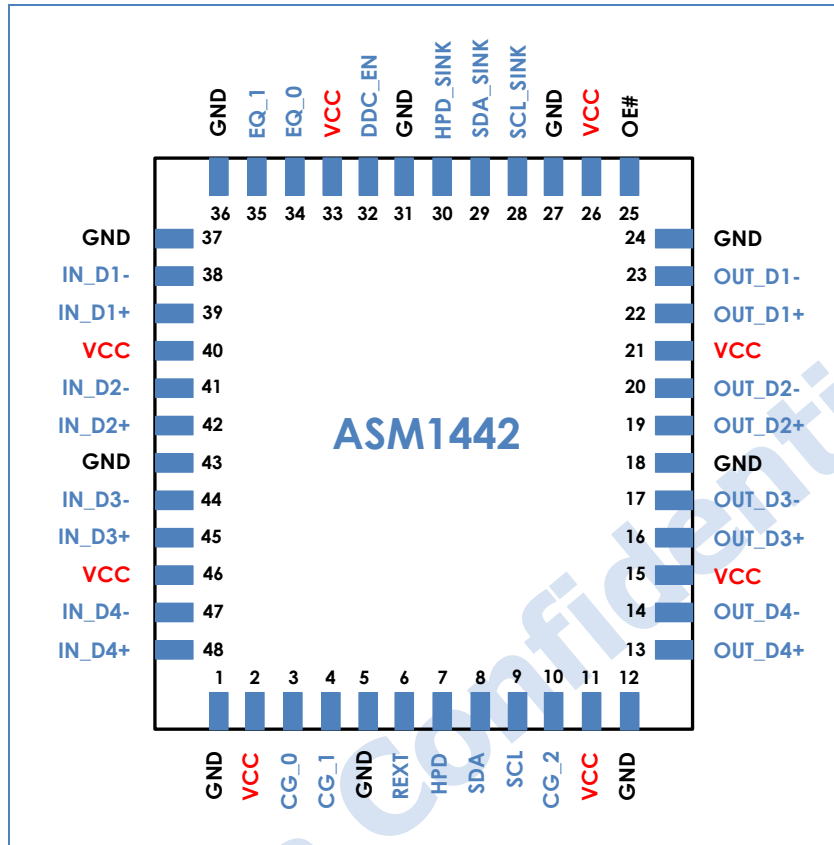 GND EQ_1 EQ_0 VCC DDC_EN GND HPD_SINK SDA_SINK SCL_SINK GND VCC OE#
36 35 34 33 32 31 30 29 28 27 26 25
GND 37 24 GND
IN_D1- 38 23 OUT_D1-
IN_D1+ 39 22 OUT_D1+
VCC 40 21 VCC
IN_D2- 41 20 OUT_D2-
IN_D2+ 42 19 OUT_D2+
ASM1442
GND 43 18 GND
IN_D3- 44 17 OUT_D3-
IN_D3+ 45 16 OUT_D3+
VCC 46 15 VCC
IN_D4- 47 14 OUT_D4-
IN_D4+ 48 13 OUT_D4+
1 2 3 4 5 6 7 8 9 10 11 12
GND VCC CG_0 CG_1 GND REXT HPD SDA SCL CG_2 VCC GND
Confidenti